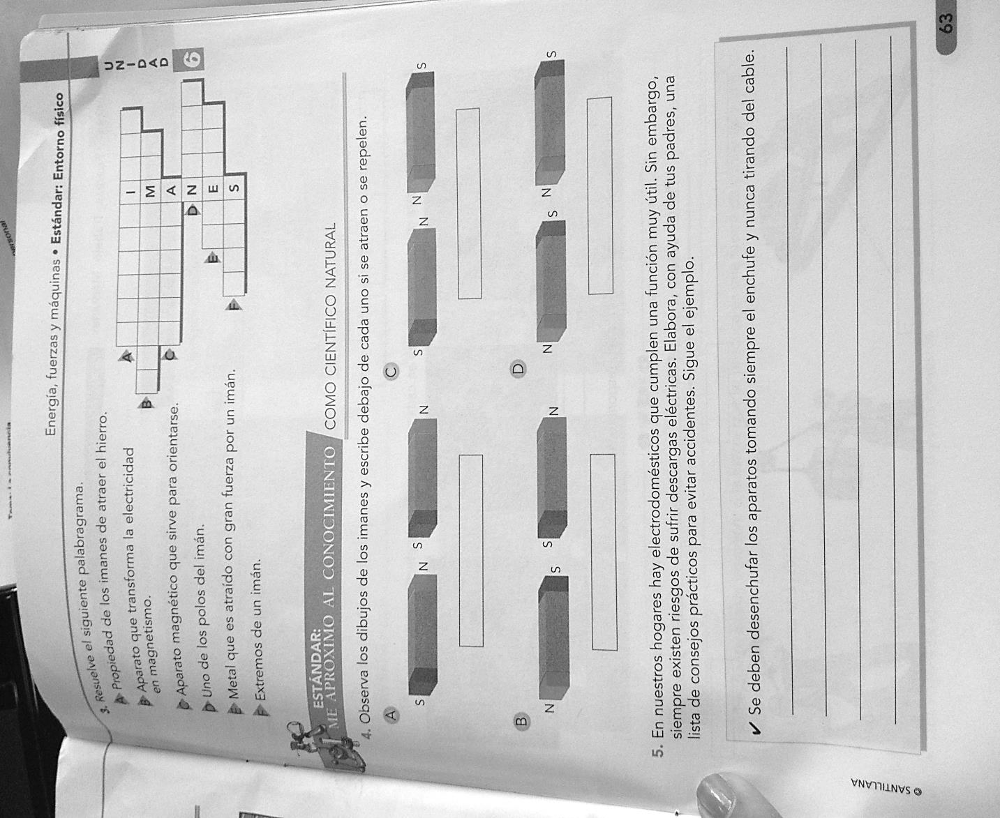 Energía, fuerzas y máquinas • Estándar: Entorno físico
UNIDAD
6
3. Resuelve el siguiente palabragrama.
A Propiedad de los imanes de atraer el hierro.
B Aparato que transforma la electricidad
en magnetismo.
C Aparato magnético que sirve para orientarse.
D Uno de los polos del imán.
E Metal que es atraído con gran fuerza por un imán.
F Extremos de un imán.
A I
B M
C A
D N
E E
F S
ESTÁNDAR:
ME APROXIMO AL CONOCIMIENTO COMO CIENTÍFICO NATURAL
4. Observa los dibujos de los imanes y escribe debajo de cada uno si se atraen o se repelen.
A C
S N S N S N N S
B D
N S S N N S N S
5. En nuestros hogares hay electrodomésticos que cumplen una función muy útil. Sin embargo,
siempre existen riesgos de sufrir descargas eléctricas. Elabora, con ayuda de tus padres, una
lista de consejos prácticos para evitar accidentes. Sigue el ejemplo.
✔ Se deben desenchufar los aparatos tomando siempre el enchufe y nunca tirando del cable.
© SANTILLANA
63